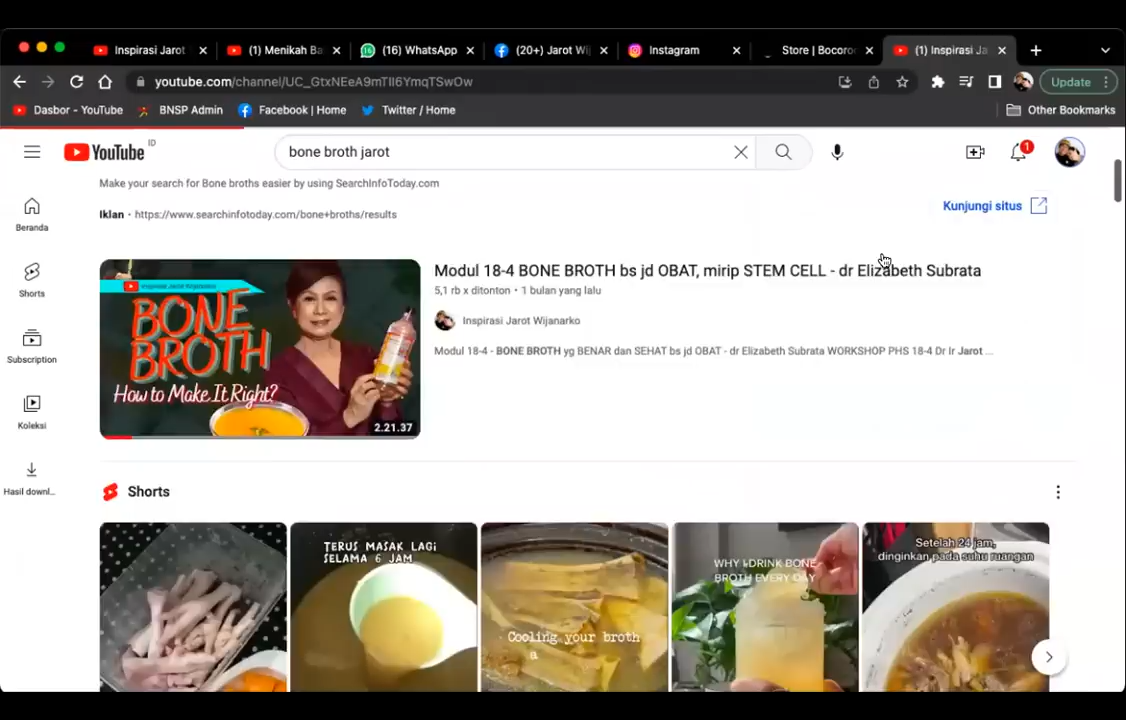 Inspirasi Jarot
(1) Menikah Ba
(16) WhatsApp
(20+) Jarot Wij
Instagram
Store | Bocoroc
(1) Inspirasi Ja
youtube.com/channel/UC_GtxNEeA9mTll6YmqTSwOw
Update
Dasbor - YouTube
BNSP Admin
Facebook | Home
Twitter / Home
Other Bookmarks
YouTube ID
bone broth jarot
1
Make your search for Bone broths easier by using SearchInfoToday.com
Iklan · https://www.searchinfotoday.com/bone+broths/results
Kunjungi situs
Beranda
Shorts
Subscription
Koleksi
Hasil downl...
Inspirasi Jarot Wijanarko
BONE
BROTH
How to Make It Right?
2.21.37
Modul 18-4 BONE BROTH bs jd OBAT, mirip STEM CELL - dr Elizabeth Subrata
5,1 rb x ditonton · 1 bulan yang lalu
Inspirasi Jarot Wijanarko
Modul 18-4 - BONE BROTH yg BENAR dan SEHAT bs jd OBAT - dr Elizabeth Subrata WORKSHOP PHS 18-4 Dr Ir Jarot ...
Shorts
TERUS MASAK LAGI
SELAMA 6 JAM
Cooling your broth
a
WHY I DRINK BONE
BROTH EVERY DAY
Setelah 24 jam,
dinginkan pada suhu ruangan